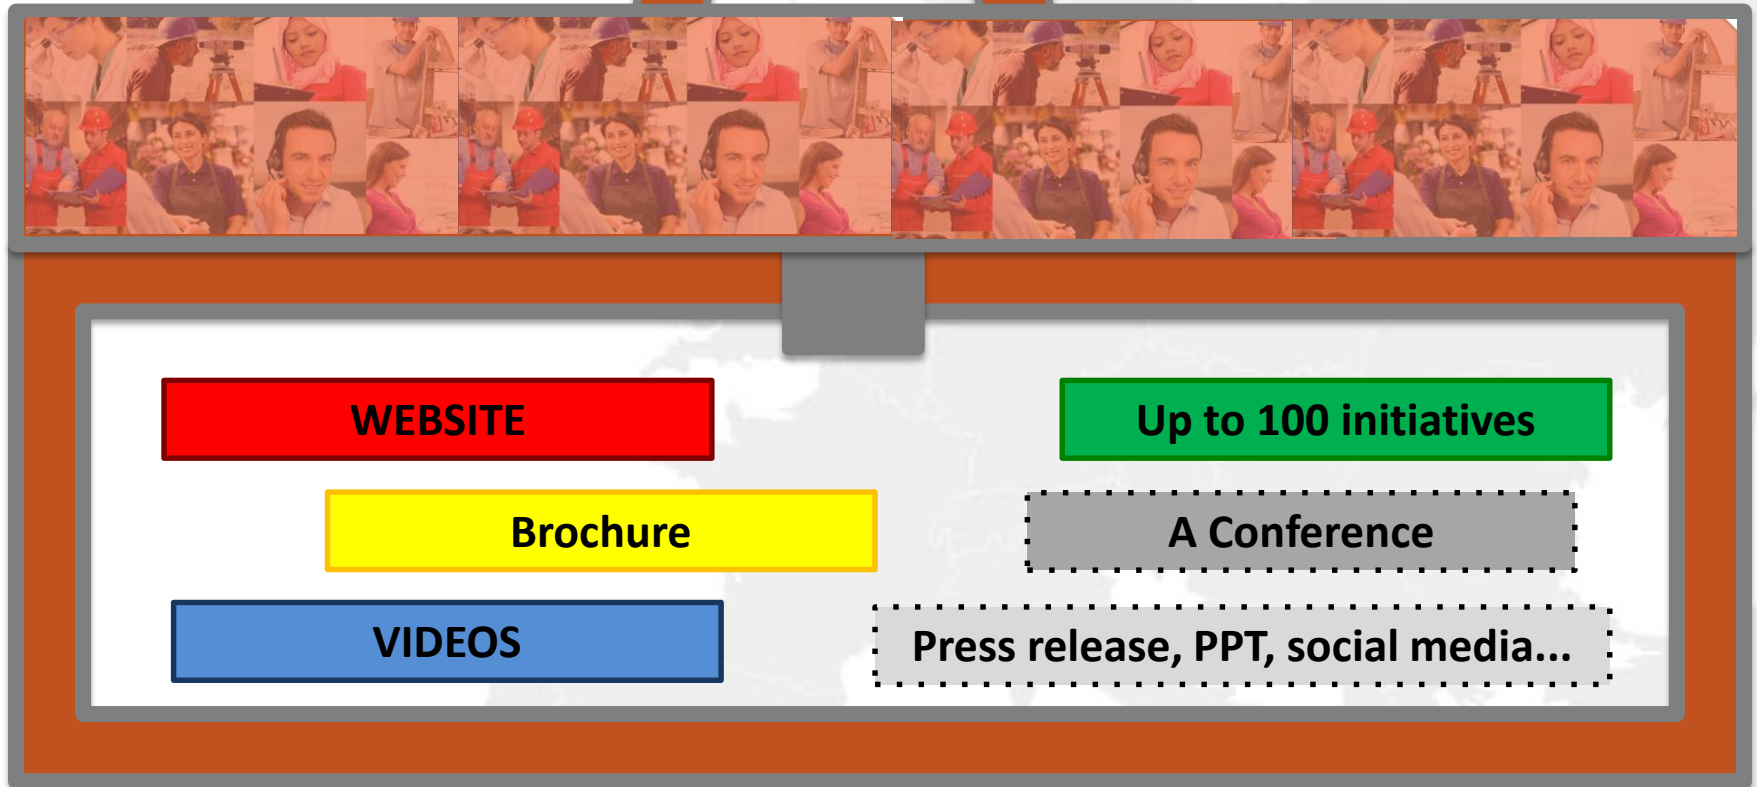 WEBSITE
Up to 100 initiatives
Brochure
A Conference
VIDEOS
Press release, PPT, social media...